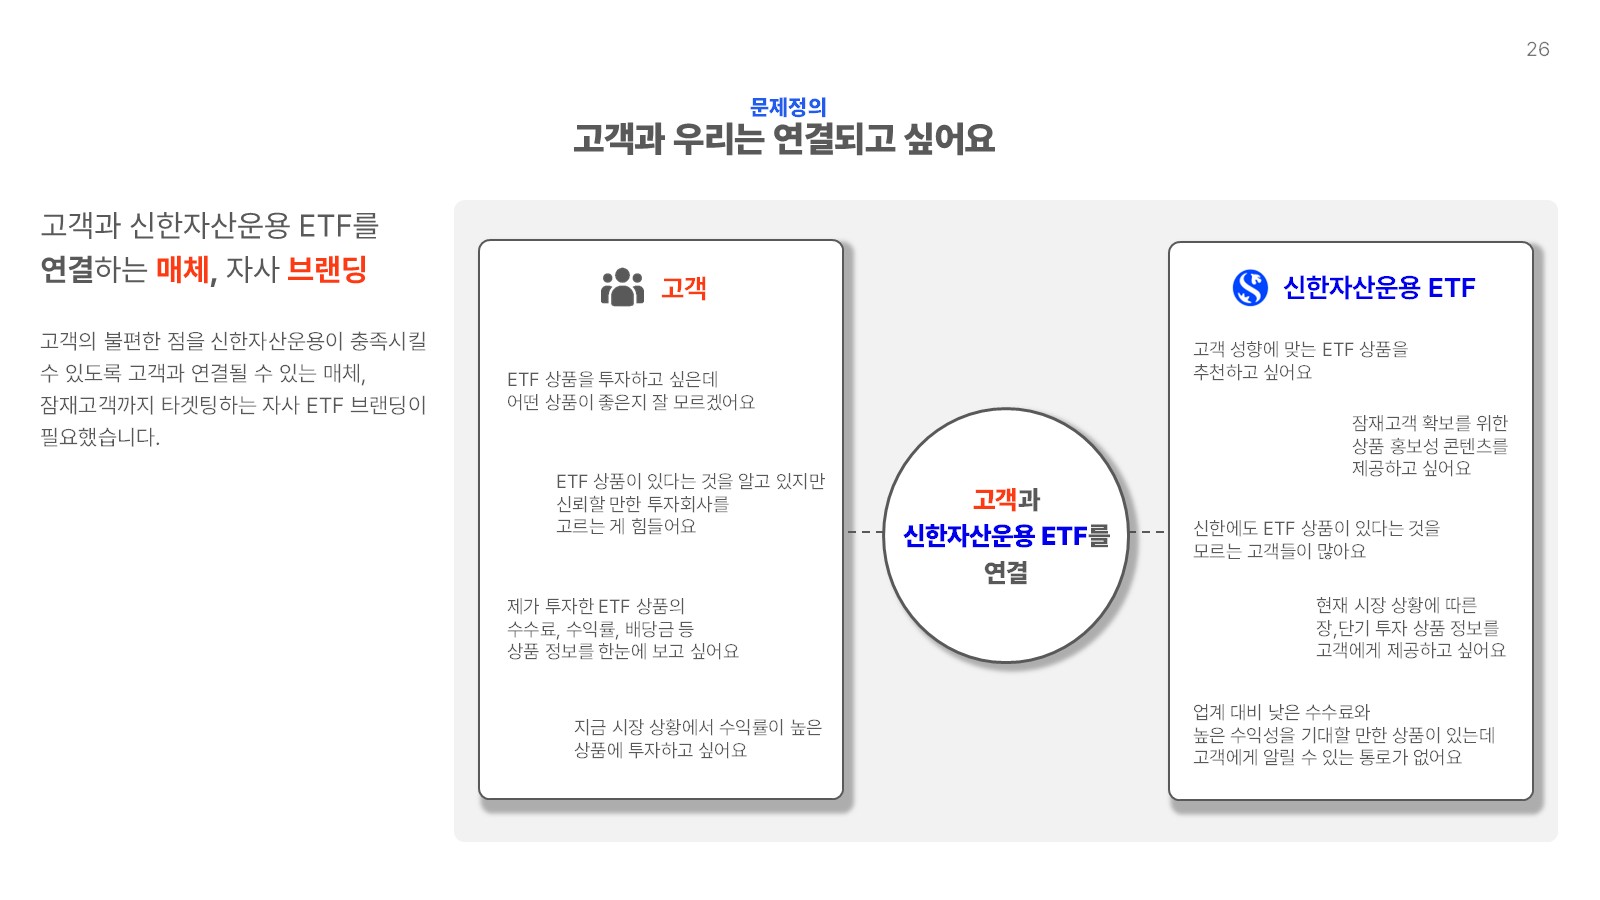 26
문제정의
고객과 우리는 연결되고 싶어요
고객과 신한자산운용 ETF를
연결하는 매체, 자사 브랜딩
고객의 불편한 점을 신한자산운용이 충족시킬
수 있도록 고객과 연결될 수 있는 매체,
잠재고객까지 타겟팅하는 자사 ETF 브랜딩이
필요했습니다.
고객
ETF 상품을 투자하고 싶은데
어떤 상품이 좋은지 잘 모르겠어요
ETF 상품이 있다는 것을 알고 있지만
신뢰할 만한 투자회사를
고르는 게 힘들어요
제가 투자한 ETF 상품의
수수료, 수익률, 배당금 등
상품 정보를 한눈에 보고 싶어요
지금 시장 상황에서 수익률이 높은
상품에 투자하고 싶어요
고객과
신한자산운용 ETF를
연결
신한자산운용 ETF
고객 성향에 맞는 ETF 상품을
추천하고 싶어요
잠재고객 확보를 위한
상품 홍보성 콘텐츠를
제공하고 싶어요
신한에도 ETF 상품이 있다는 것을
모르는 고객들이 많아요
현재 시장 상황에 따른
장,단기 투자 상품 정보를
고객에게 제공하고 싶어요
업계 대비 낮은 수수료와
높은 수익성을 기대할 만한 상품이 있는데
고객에게 알릴 수 있는 통로가 없어요